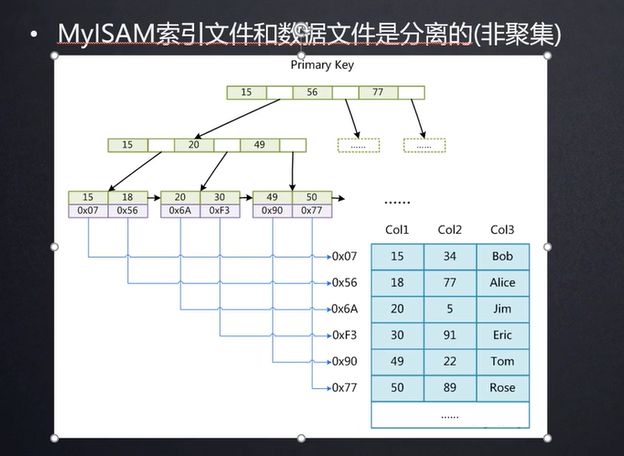 • MyISAM索引文件和数据文件是分离的(非聚集)
Primary Key
15 56 77
15 20 49 ...... ......
15 18 20 30 49 50
0x07 0x56 0x6A 0xF3 0x90 0x77
......
Col1 Col2 Col3
0x07 15 34 Bob
0x56 18 77 Alice
0x6A 20 5 Jim
0xF3 30 91 Eric
0x90 49 22 Tom
0x77 50 89 Rose
......